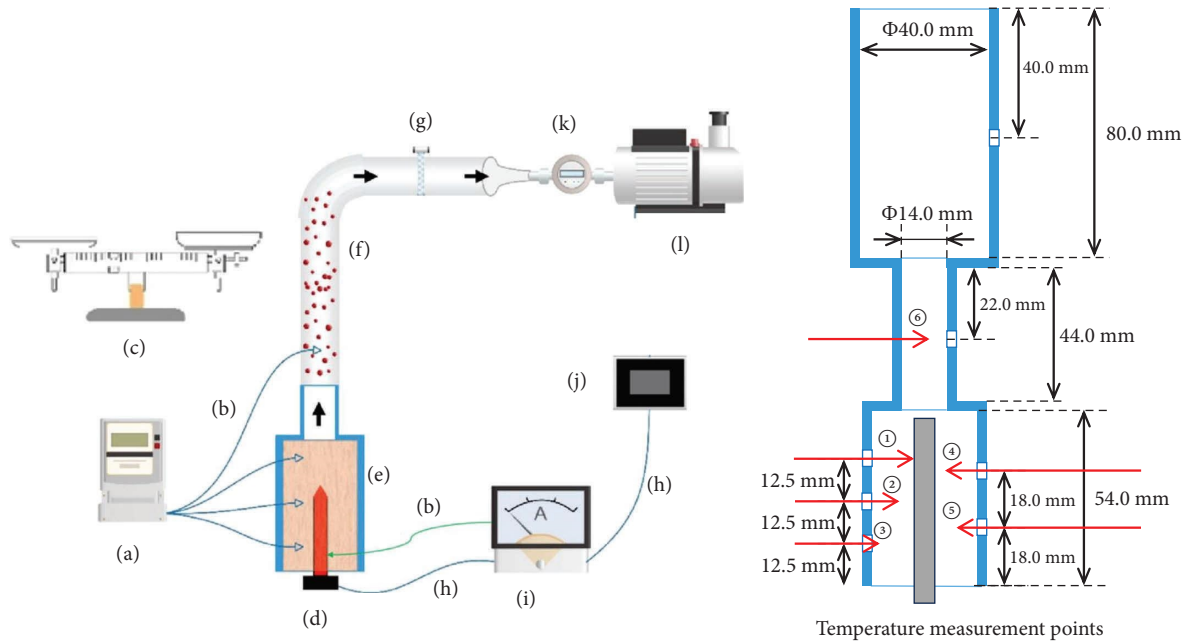 (g)
(k)
(f)
(l)
(c)
(j)
(b)
(e)
(b)
(h)
A
(a)
(h)
(i)
(d)
Φ40.0 mm
40.0 mm
80.0 mm
Φ14.0 mm
22.0 mm
⑥
44.0 mm
①
④
12.5 mm
②
18.0 mm
54.0 mm
12.5 mm
⑤
③
18.0 mm
12.5 mm
Temperature measurement points